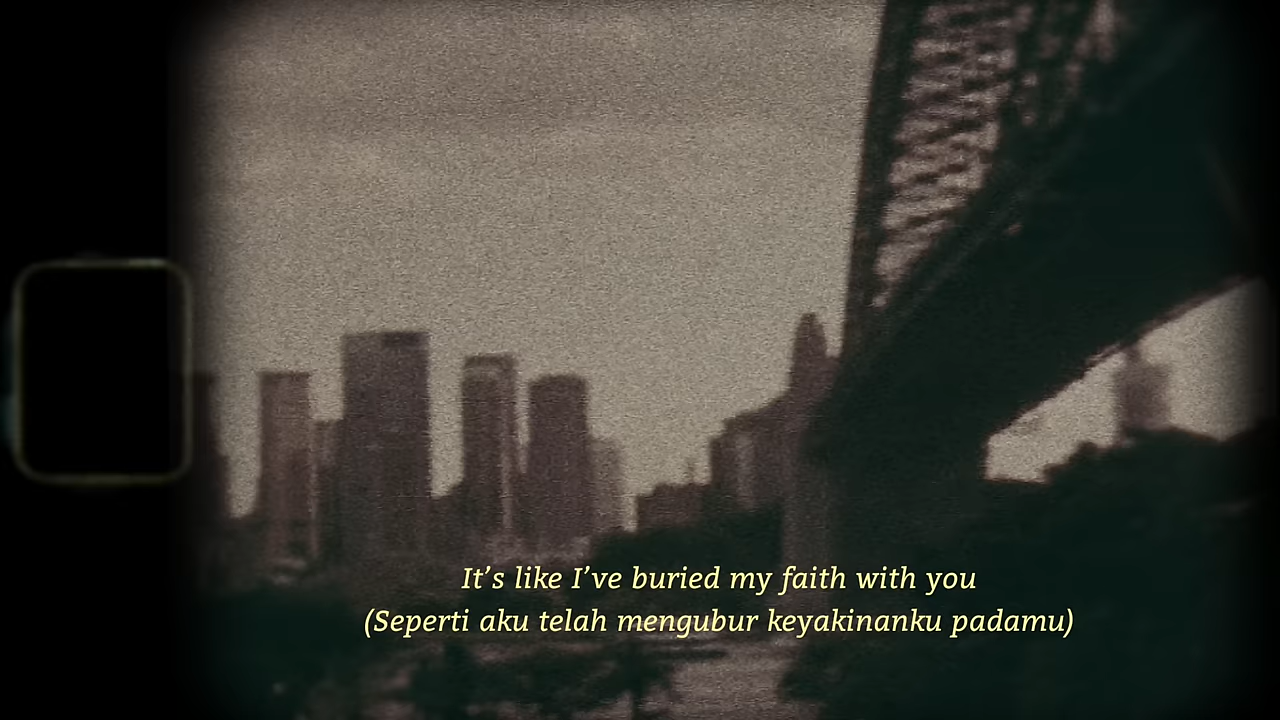 It’s like I’ve buried my faith with you
(Seperti aku telah mengubur keyakinanku padamu)